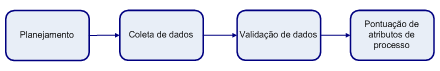 Planejamento
Coleta de dados
Validação de dados
Pontuação de
atributos de
processo